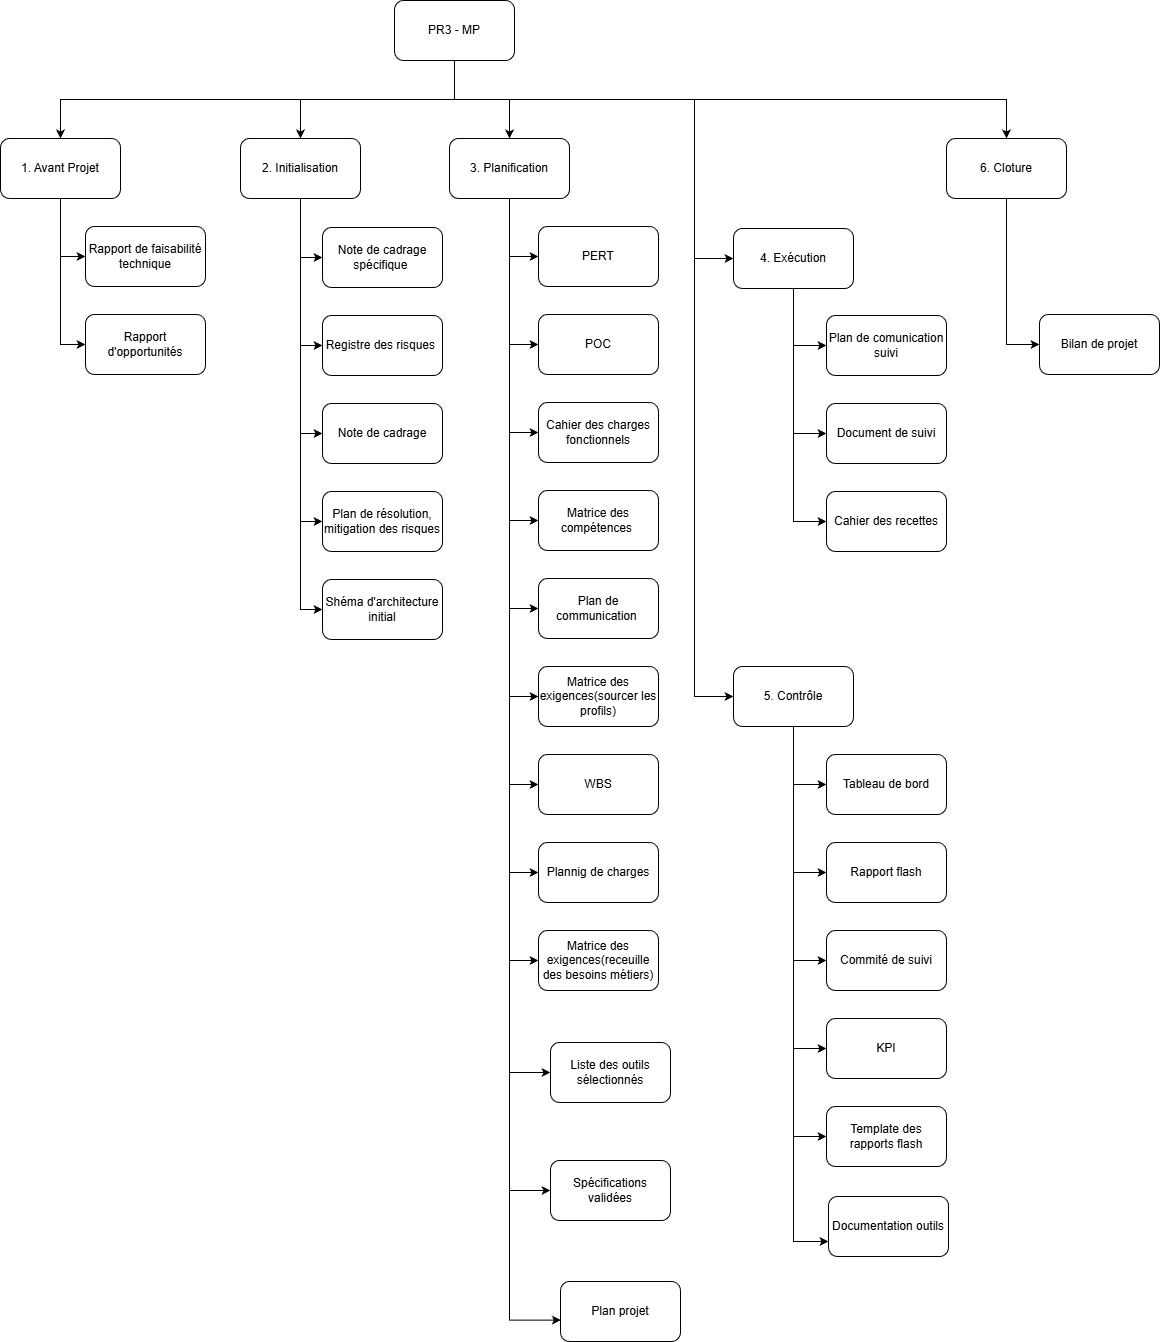 PR3 - MP
1. Avant Projet
Rapport de faisabilité
technique
Rapport
d'opportunités
2. Initialisation
Note de cadrage
spécifique
Registre des risques
Note de cadrage
Plan de résolution,
mitigation des risques
Shéma d'architecture
initial
3. Planification
PERT
POC
Cahier des charges
fonctionnels
Matrice des
compétences
Plan de
communication
Matrice des
exigences(sourcer les
profils)
WBS
Plannig de charges
Matrice des
exigences(receuille
des besoins métiers)
Liste des outils
sélectionnés
Spécifications
validées
Plan projet
4. Exécution
Plan de comunication
suivi
Document de suivi
Cahier des recettes
5. Contrôle
Tableau de bord
Rapport flash
Commité de suivi
KPI
Template des
rapports flash
Documentation outils
6. Cloture
Bilan de projet